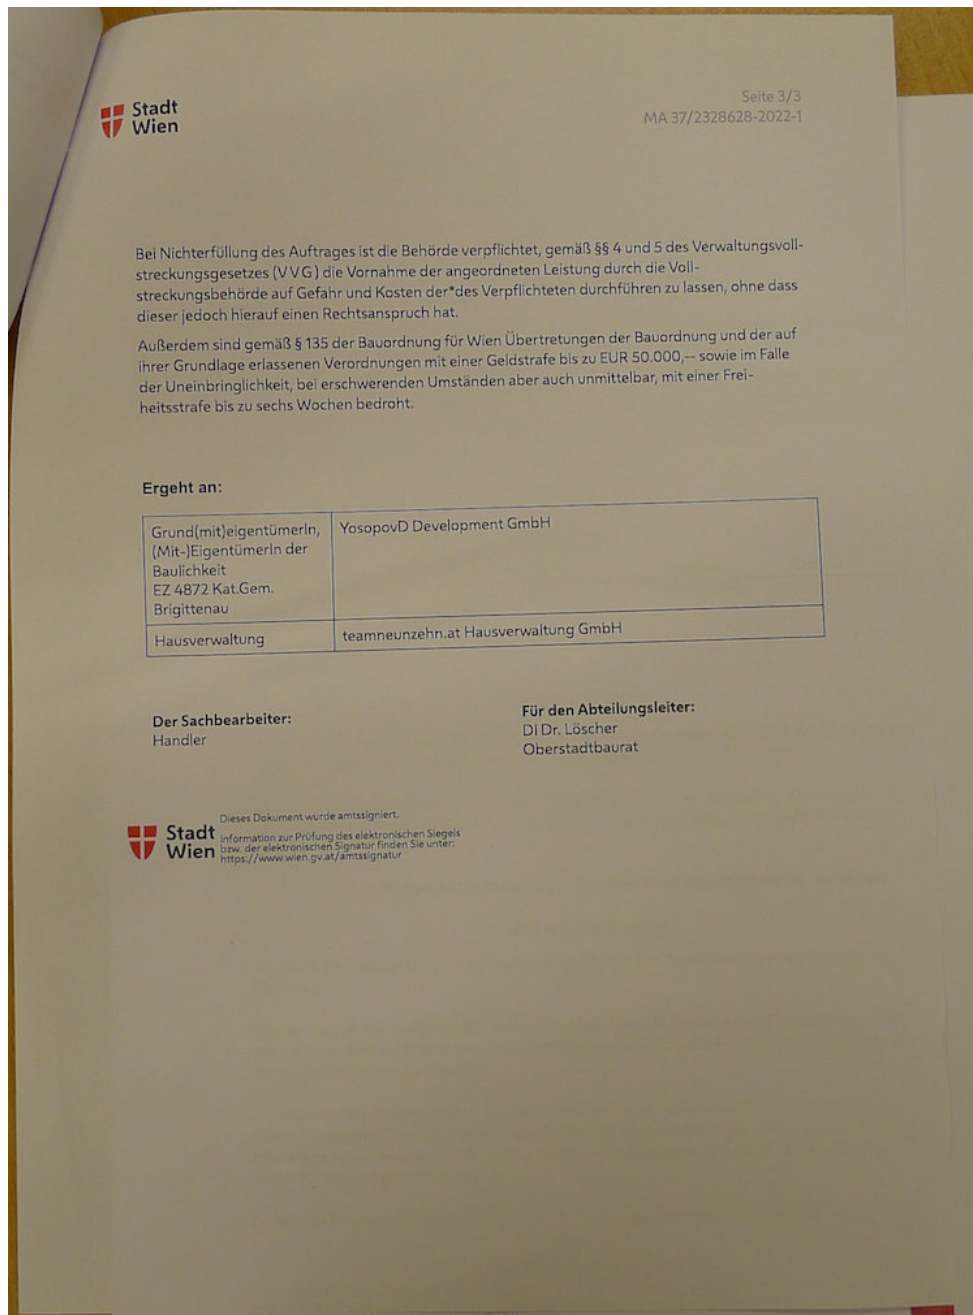 Stadt
Wien
Seite 3/3
MA 37/2328628-2022-1
Bei Nichterfüllung des Auftrages ist die Behörde verpflichtet, gemäß §§ 4 und 5 des Verwaltungsvoll-
streckungsgesetzes (V V G) die Vornahme der angeordneten Leistung durch die Voll-
streckungsbehörde auf Gefahr und Kosten der*des Verpflichteten durchführen zu lassen, ohne dass
dieser jedoch hierauf einen Rechtsanspruch hat.
Außerdem sind gemäß § 135 der Bauordnung für Wien Übertretungen der Bauordnung und der auf
ihrer Grundlage erlassenen Verordnungen mit einer Geldstrafe bis zu EUR 50.000,-- sowie im Falle
der Uneinbringlichkeit, bei erschwerenden Umständen aber auch unmittelbar, mit einer Frei-
heitsstrafe bis zu sechs Wochen bedroht.
Ergeht an:
Grund(mit)eigentümerIn,
(Mit-)EigentümerIn der
Baulichkeit
EZ 4872 Kat.Gem.
Brigittenau
YosopovD Development GmbH
Hausverwaltung
teamneunzehn.at Hausverwaltung GmbH
Der Sachbearbeiter:
Handler
Für den Abteilungsleiter:
DI Dr. Löscher
Oberstadtbaurat
Stadt
Wien
Dieses Dokument wurde amtssigniert.
Information zur Prüfung des elektronischen Siegels
bzw. der elektronischen Signatur finden Sie unter:
https://www.wien.gv.at/amtssignatur